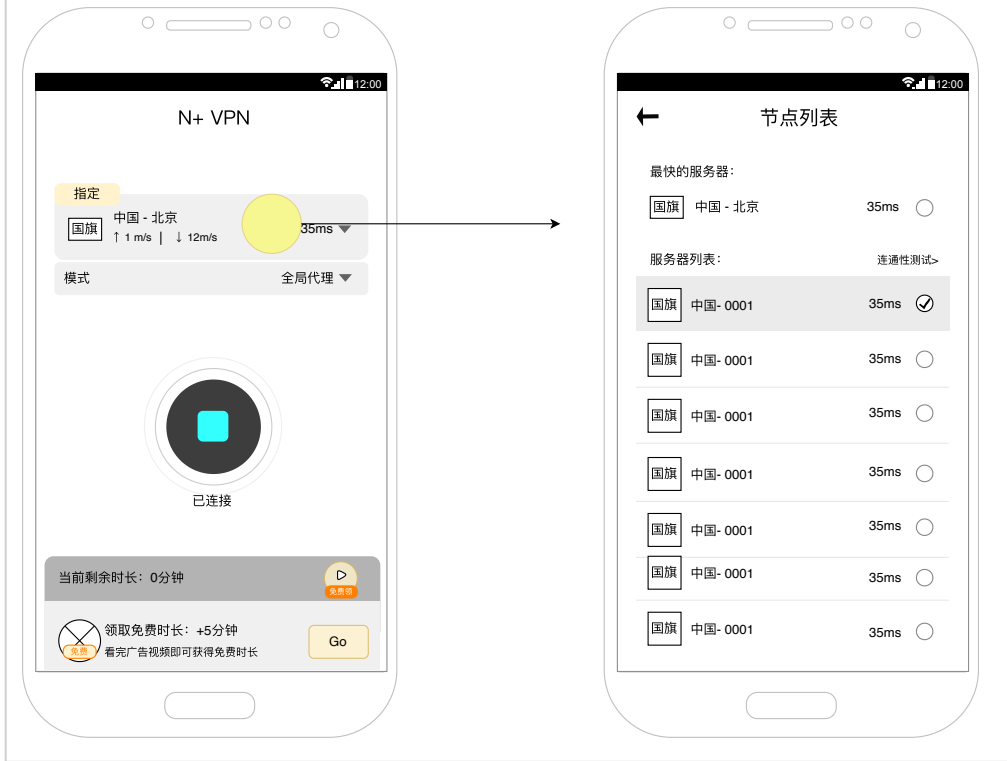 12:00
N+ VPN
指定
国旗
中国 - 北京
↑ 1 m/s | ↓ 12m/s
35ms
模式
全局代理
已连接
当前剩余时长：0分钟
免费领
免费
领取免费时长：+5分钟
看完广告视频即可获得免费时长
Go
12:00
节点列表
最快的服务器：
国旗 中国 - 北京 35ms
服务器列表： 连通性测试>
国旗 中国- 0001 35ms
国旗 中国- 0001 35ms
国旗 中国- 0001 35ms
国旗 中国- 0001 35ms
国旗 中国- 0001 35ms
国旗 中国- 0001 35ms
国旗 中国- 0001 35ms